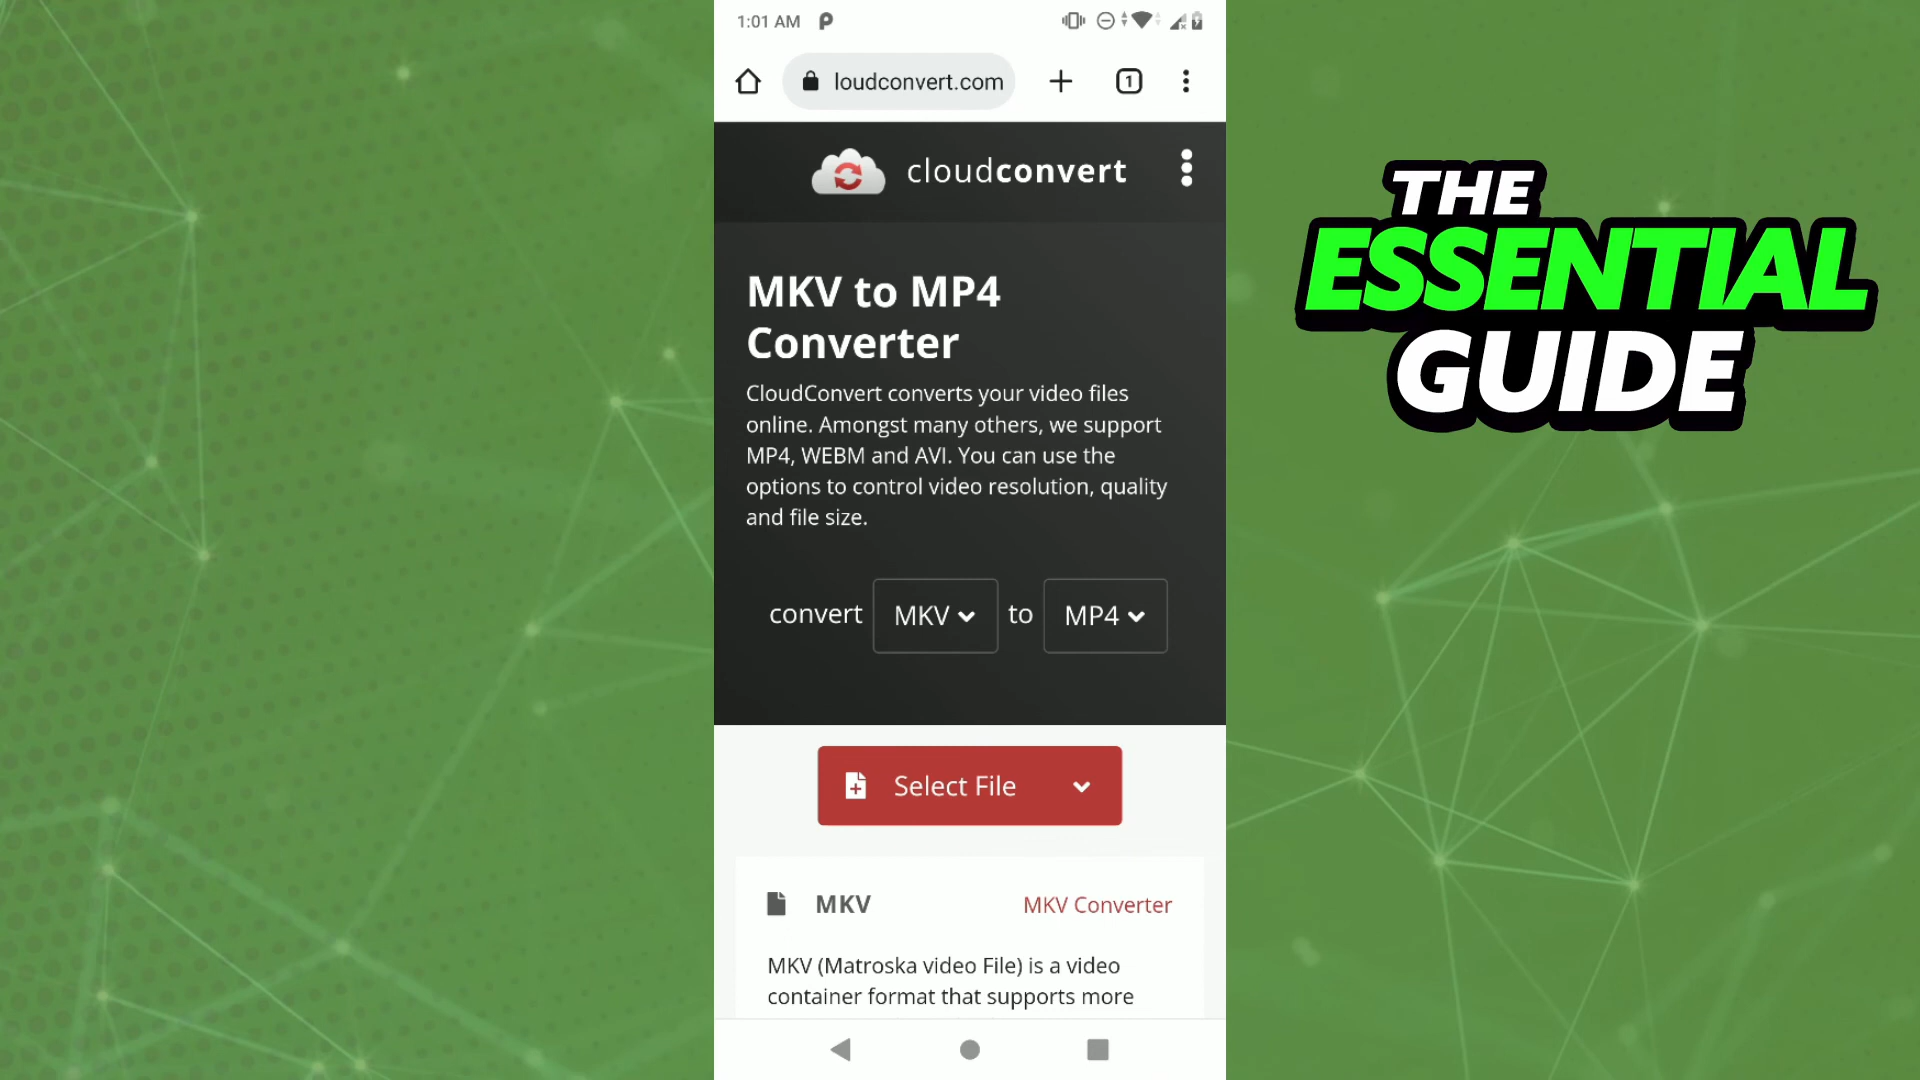 1:01 AM
loudconvert.com
1
cloudconvert
MKV to MP4
Converter
CloudConvert converts your video files
online. Amongst many others, we support
MP4, WEBM and AVI. You can use the
options to control video resolution, quality
and file size.
convert MKV to MP4
Select File
MKV
MKV Converter
MKV (Matroska video File) is a video
container format that supports more
THE
ESSENTIAL
GUIDE